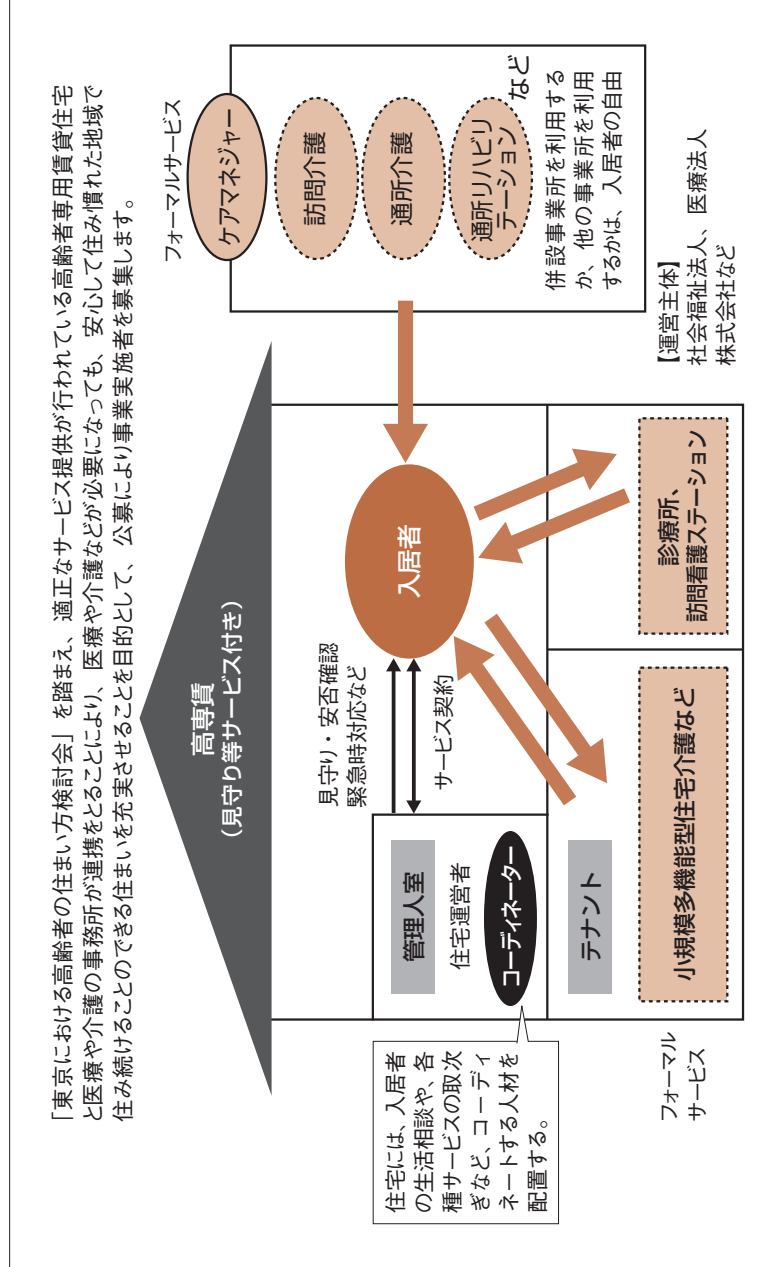 「東京における高齢者の住まい方検討会」を踏まえ、適正なサービス提供が行われている高齢者専用賃貸住宅
と医療や介護の事務所が連携をとることにより、医療や介護などが必要になっても、安心して住み慣れた地域で
住み続けることのできる住まいを充実させることを目的として、公募により事業実施者を募集します。
高専賃
（見守り等サービス付き）
フォーマルサービス
ケアマネジャー
訪問介護
通所介護
通所リハビリ
テーション
など
併設事業所を利用する
か、他の事業所を利用
するかは、入居者の自由
【運営主体】
社会福祉法人、医療法人
株式会社など
入居者
見守り・安否確認
緊急時対応など
サービス契約
管理人室
住宅運営者
コーディネーター
住宅には、入居者
の生活相談や、各
種サービスの取次
ぎなど、コーディ
ネートする人材を
配置する。
テナント
小規模多機能型住宅介護など
診療所、
訪問看護ステーション
フォーマル
サービス